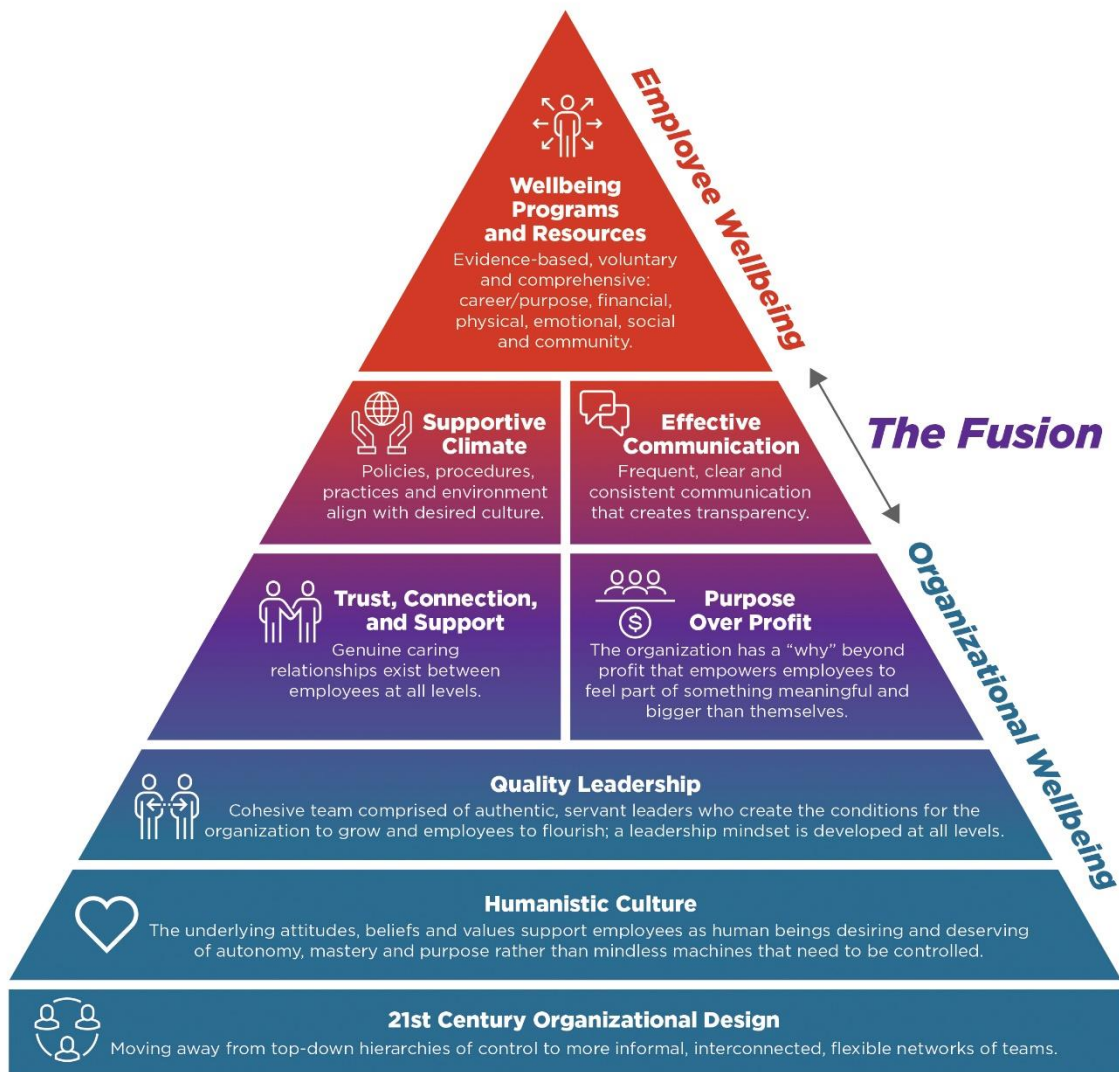 Wellbeing
Programs
and Resources
Evidence-based, voluntary
and comprehensive:
career/purpose, financial,
physical, emotional, social
and community.
Employee Wellbeing
The Fusion
Organizational Wellbeing
Supportive
Climate
Policies, procedures,
practices and environment
align with desired culture.
Effective
Communication
Frequent, clear and
consistent communication
that creates transparency.
Trust, Connection,
and Support
Genuine caring
relationships exist between
employees at all levels.
$
Purpose
Over Profit
The organization has a “why” beyond
profit that empowers employees to
feel part of something meaningful and
bigger than themselves.
Quality Leadership
Cohesive team comprised of authentic, servant leaders who create the conditions for the
organization to grow and employees to flourish; a leadership mindset is developed at all levels.
Humanistic Culture
The underlying attitudes, beliefs and values support employees as human beings desiring and deserving
of autonomy, mastery and purpose rather than mindless machines that need to be controlled.
21st Century Organizational Design
Moving away from top-down hierarchies of control to more informal, interconnected, flexible networks of teams.